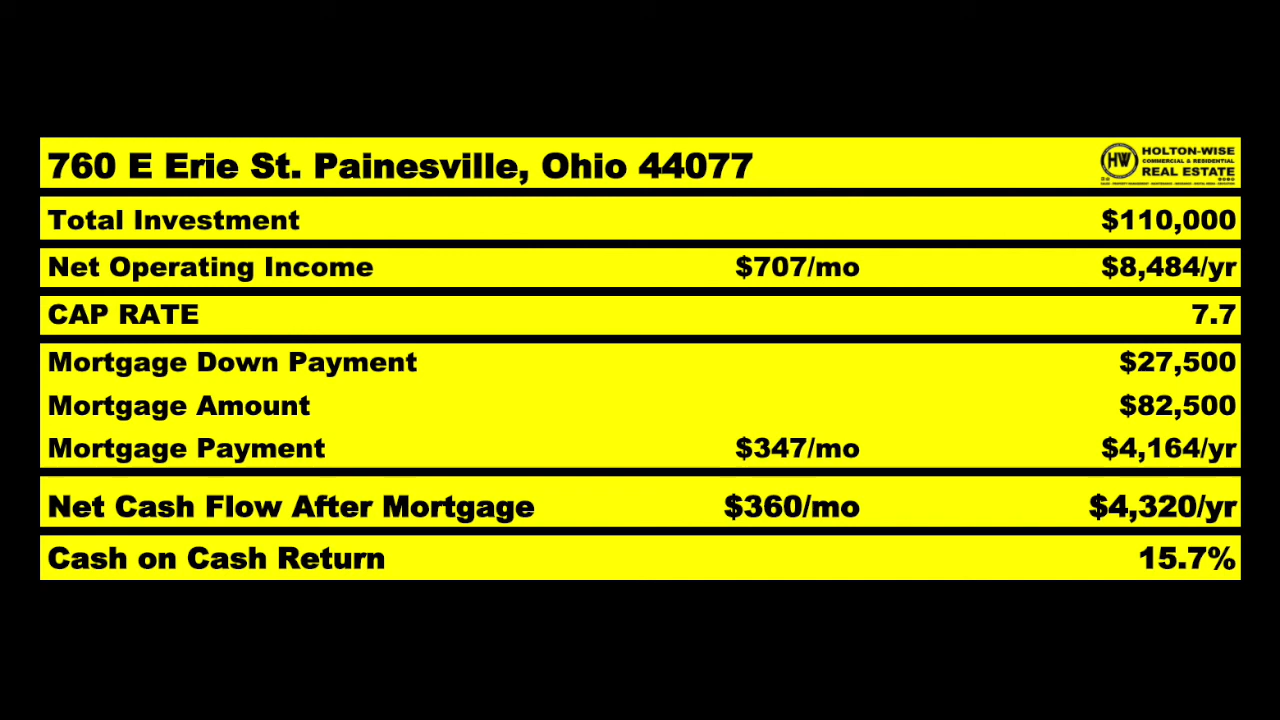 760 E Erie St. Painesville, Ohio 44077
HW
HOLTON-WISE
COMMERCIAL & RESIDENTIAL
REAL ESTATE
Total Investment $110,000
Net Operating Income $707/mo $8,484/yr
CAP RATE 7.7
Mortgage Down Payment $27,500
Mortgage Amount $82,500
Mortgage Payment $347/mo $4,164/yr
Net Cash Flow After Mortgage $360/mo $4,320/yr
Cash on Cash Return 15.7%